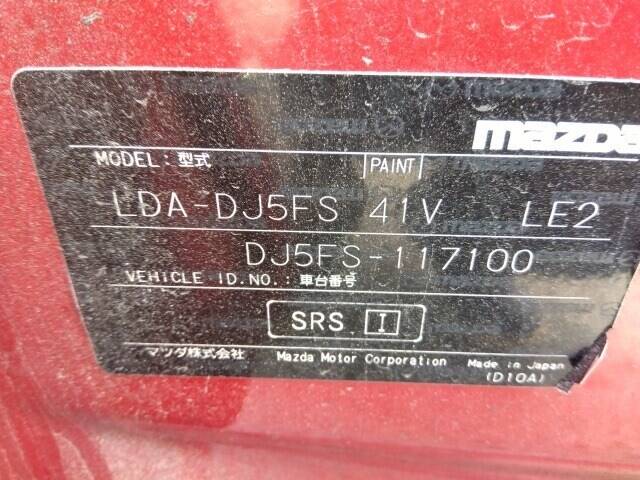 mazda
MODEL: 型式 PAINT
LDA-DJ5FS 41V LE2
DJ5FS-117100
VEHICLE ID.NO.: 車台番号
SRS I
マツダ株式会社 Mazda Motor Corporation Made in Japan
(D10A)